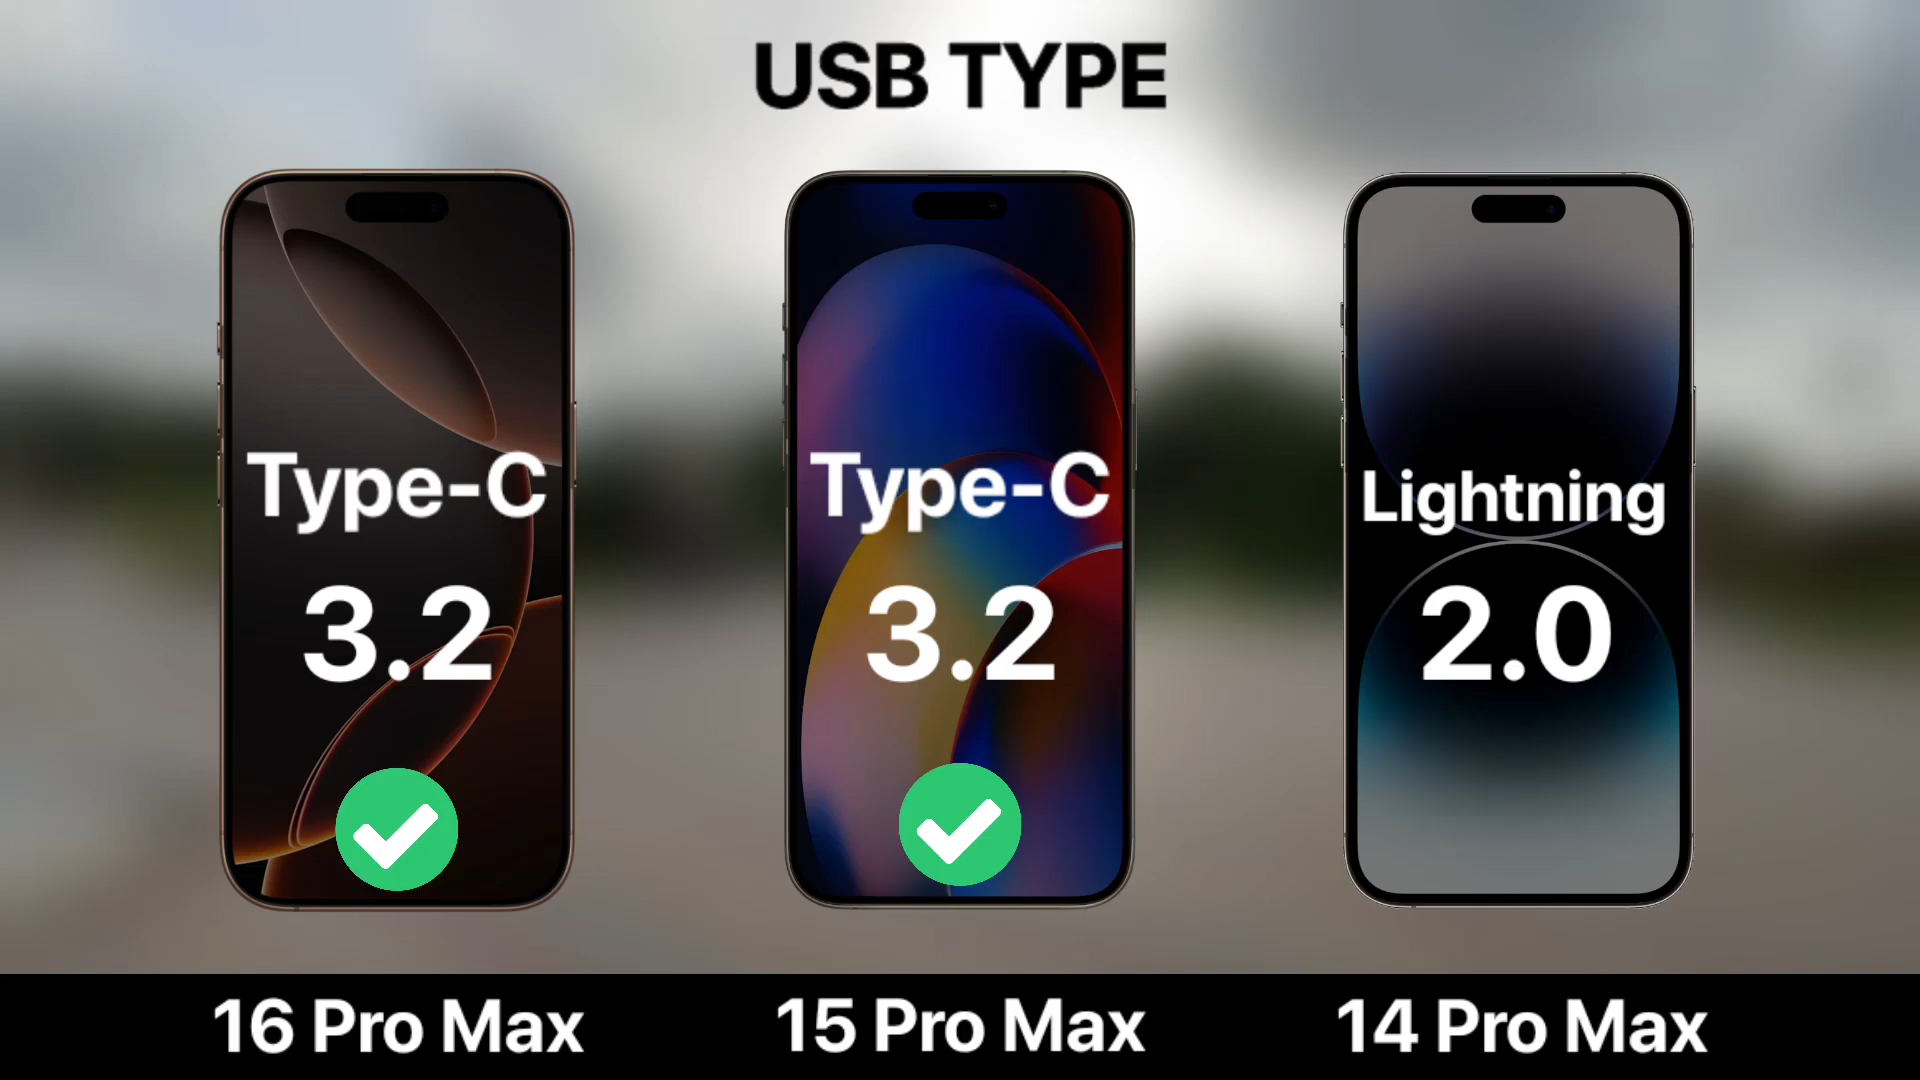 USB TYPE
Type-C
3.2
Type-C
3.2
Lightning
2.0
16 Pro Max
15 Pro Max
14 Pro Max